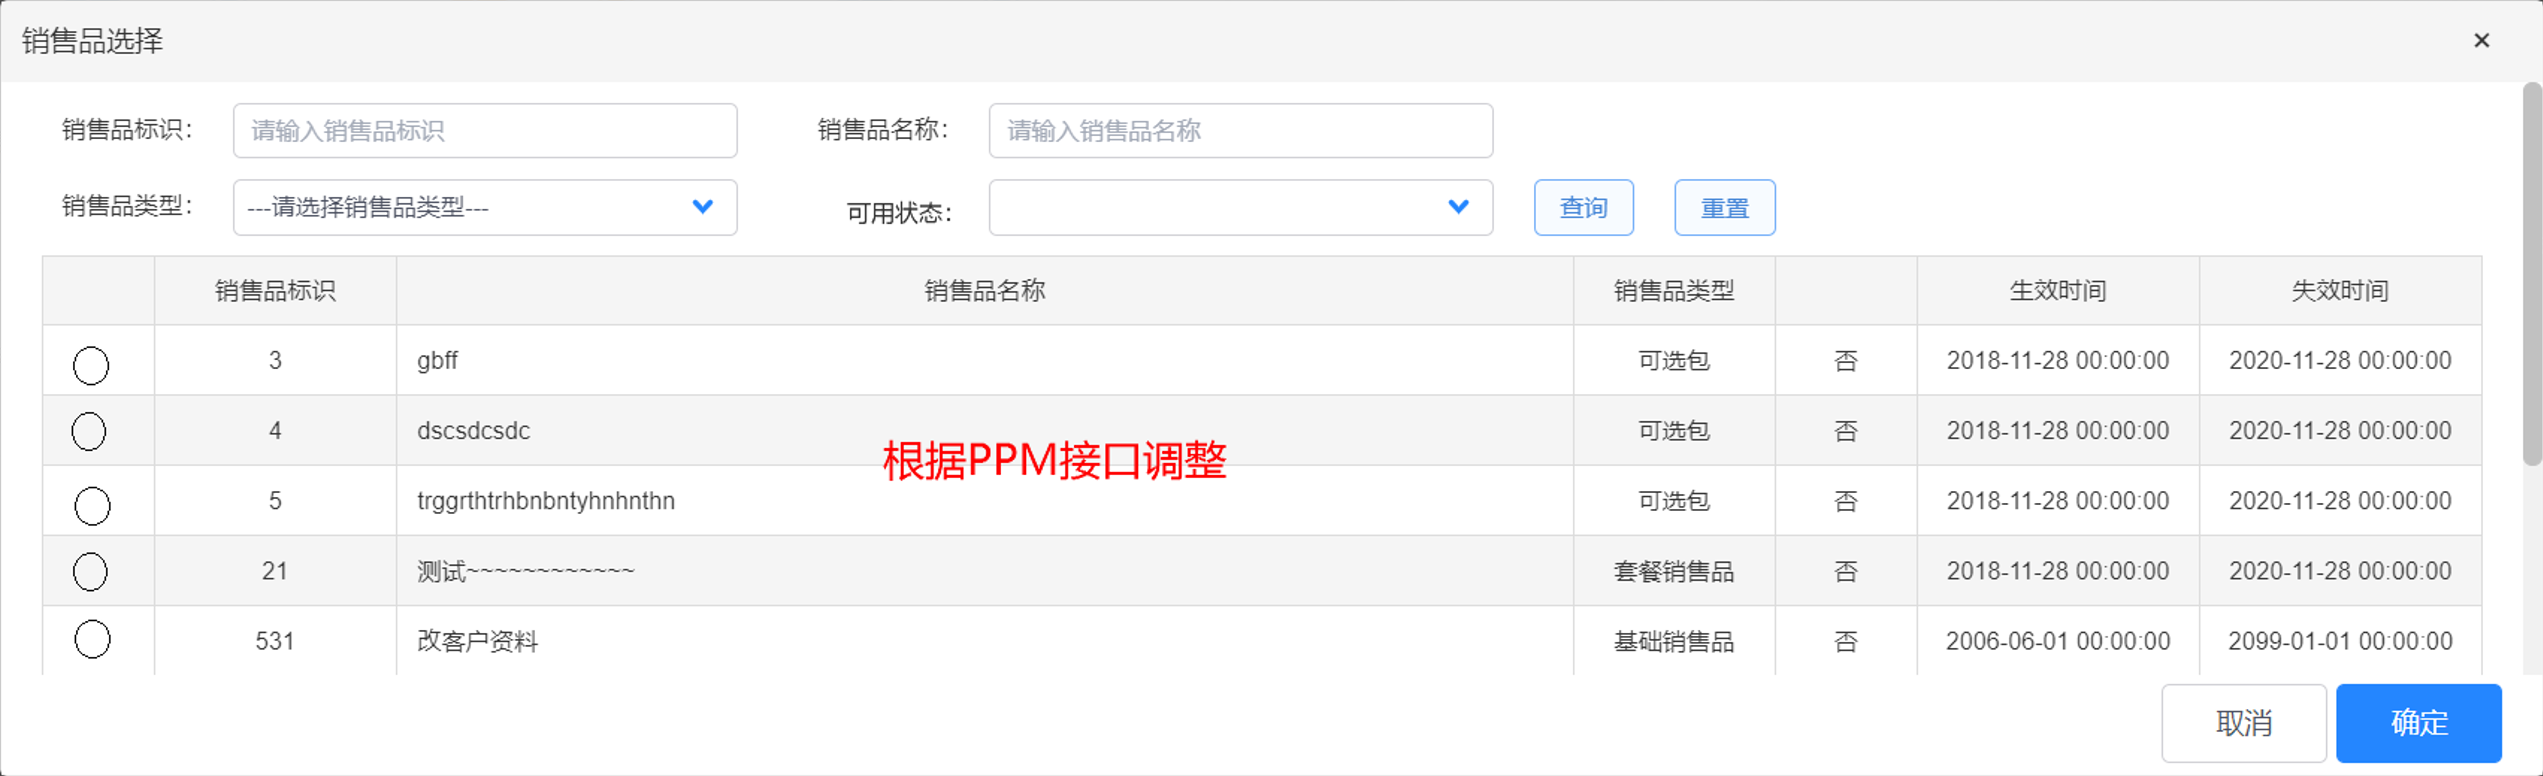 销售品选择 ×
销售品标识： 请输入销售品标识 销售品名称： 请输入销售品名称
销售品类型： ---请选择销售品类型--- 可用状态： 查询 重置
销售品标识 销售品名称 销售品类型 生效时间 失效时间
3 gbff 可选包 否 2018-11-28 00:00:00 2020-11-28 00:00:00
4 dscsdcsdc 可选包 否 2018-11-28 00:00:00 2020-11-28 00:00:00
根据PPM接口调整
5 trggrthtrhbnbntyhnhnthn 可选包 否 2018-11-28 00:00:00 2020-11-28 00:00:00
21 测试~~~~~~~~~~~~ 套餐销售品 否 2018-11-28 00:00:00 2020-11-28 00:00:00
531 改客户资料 基础销售品 否 2006-06-01 00:00:00 2099-01-01 00:00:00
取消 确定